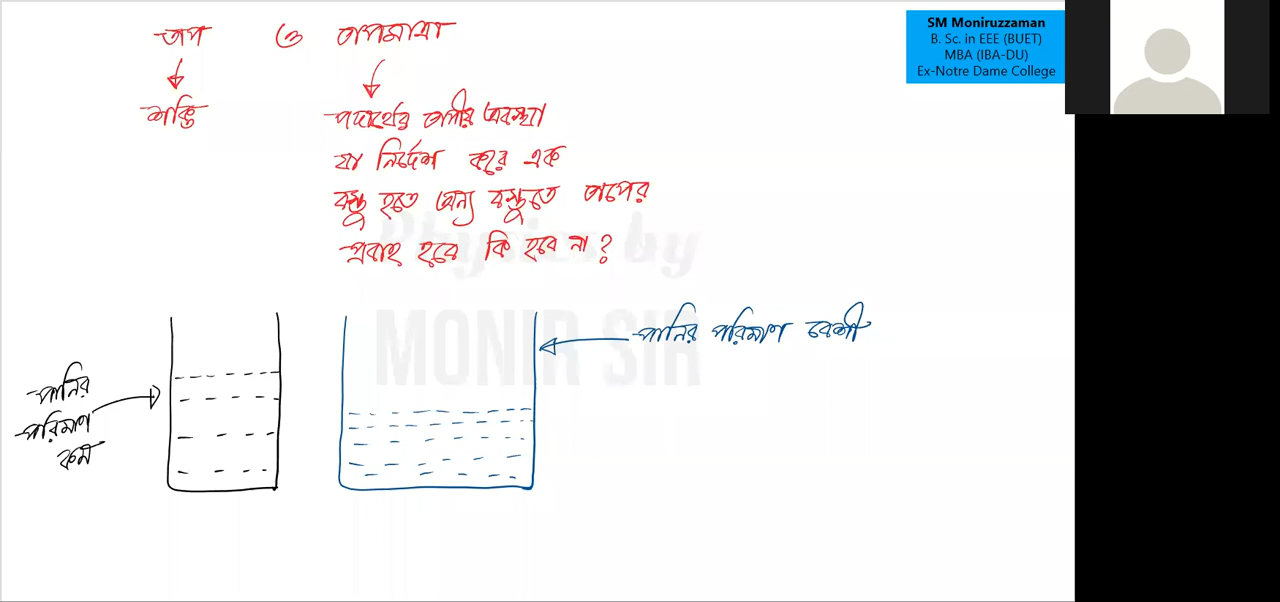 তাপ ও তাপমাত্রা
শক্তি
পদার্থের তাপীয় অবস্থা
যা নির্দেশ করে এক
বস্তু হতে অন্য বস্তুতে তাপের
প্রবাহ হবে কি হবে না?
পানির পরিমাণ বেশী
পানির
পরিমাণ
কম
SM Moniruzzaman
B. Sc. in EEE (BUET)
MBA (IBA-DU)
Ex-Notre Dame College
Physics by
MONIR SIR